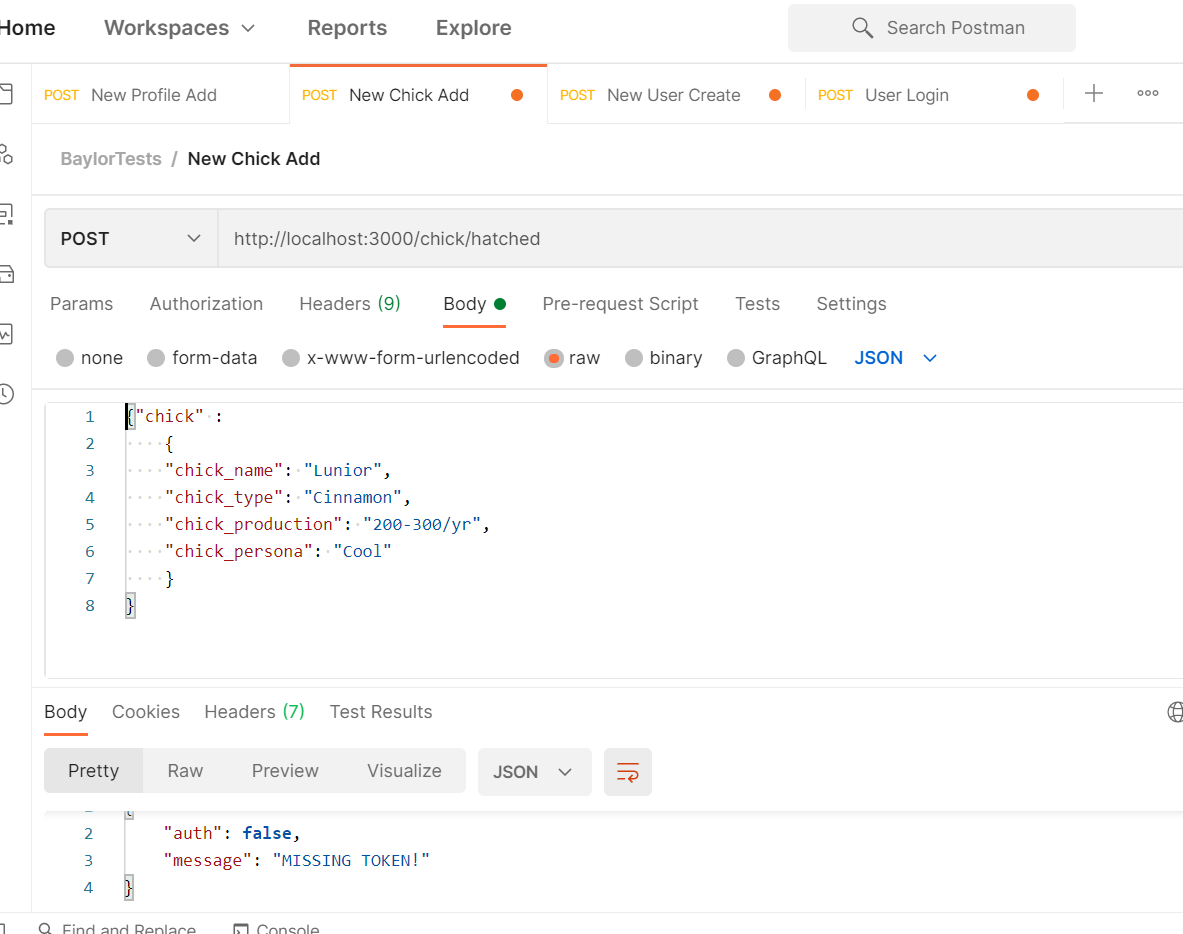 Home Workspaces Reports Explore Search Postman
POST New Profile Add POST New Chick Add POST New User Create POST User Login
BaylorTests / New Chick Add
POST http://localhost:3000/chick/hatched
Params Authorization Headers (9) Body Pre-request Script Tests Settings
none form-data x-www-form-urlencoded raw binary GraphQL JSON
1 {"chick" :
2 {
3 "chick_name": "Lunior",
4 "chick_type": "Cinnamon",
5 "chick_production": "200-300/yr",
6 "chick_persona": "Cool"
7 }
8 }
Body Cookies Headers (7) Test Results
Pretty Raw Preview Visualize JSON
2 "auth": false,
3 "message": "MISSING TOKEN!"
4 }
Find and Replace Console